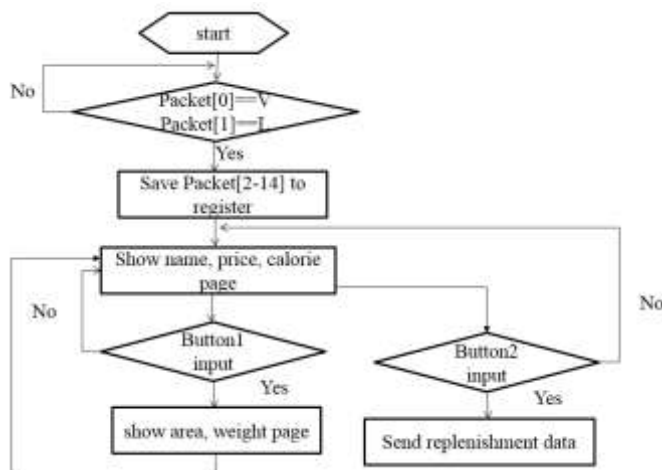 start
No
Packet[0]==V
Packet[1]==L
Yes
Save Packet[2-14] to
register
Show name, price, calorie
page
No
No
Button1
input
Button2
input
Yes
Yes
show area, weight page
Send replenishment data